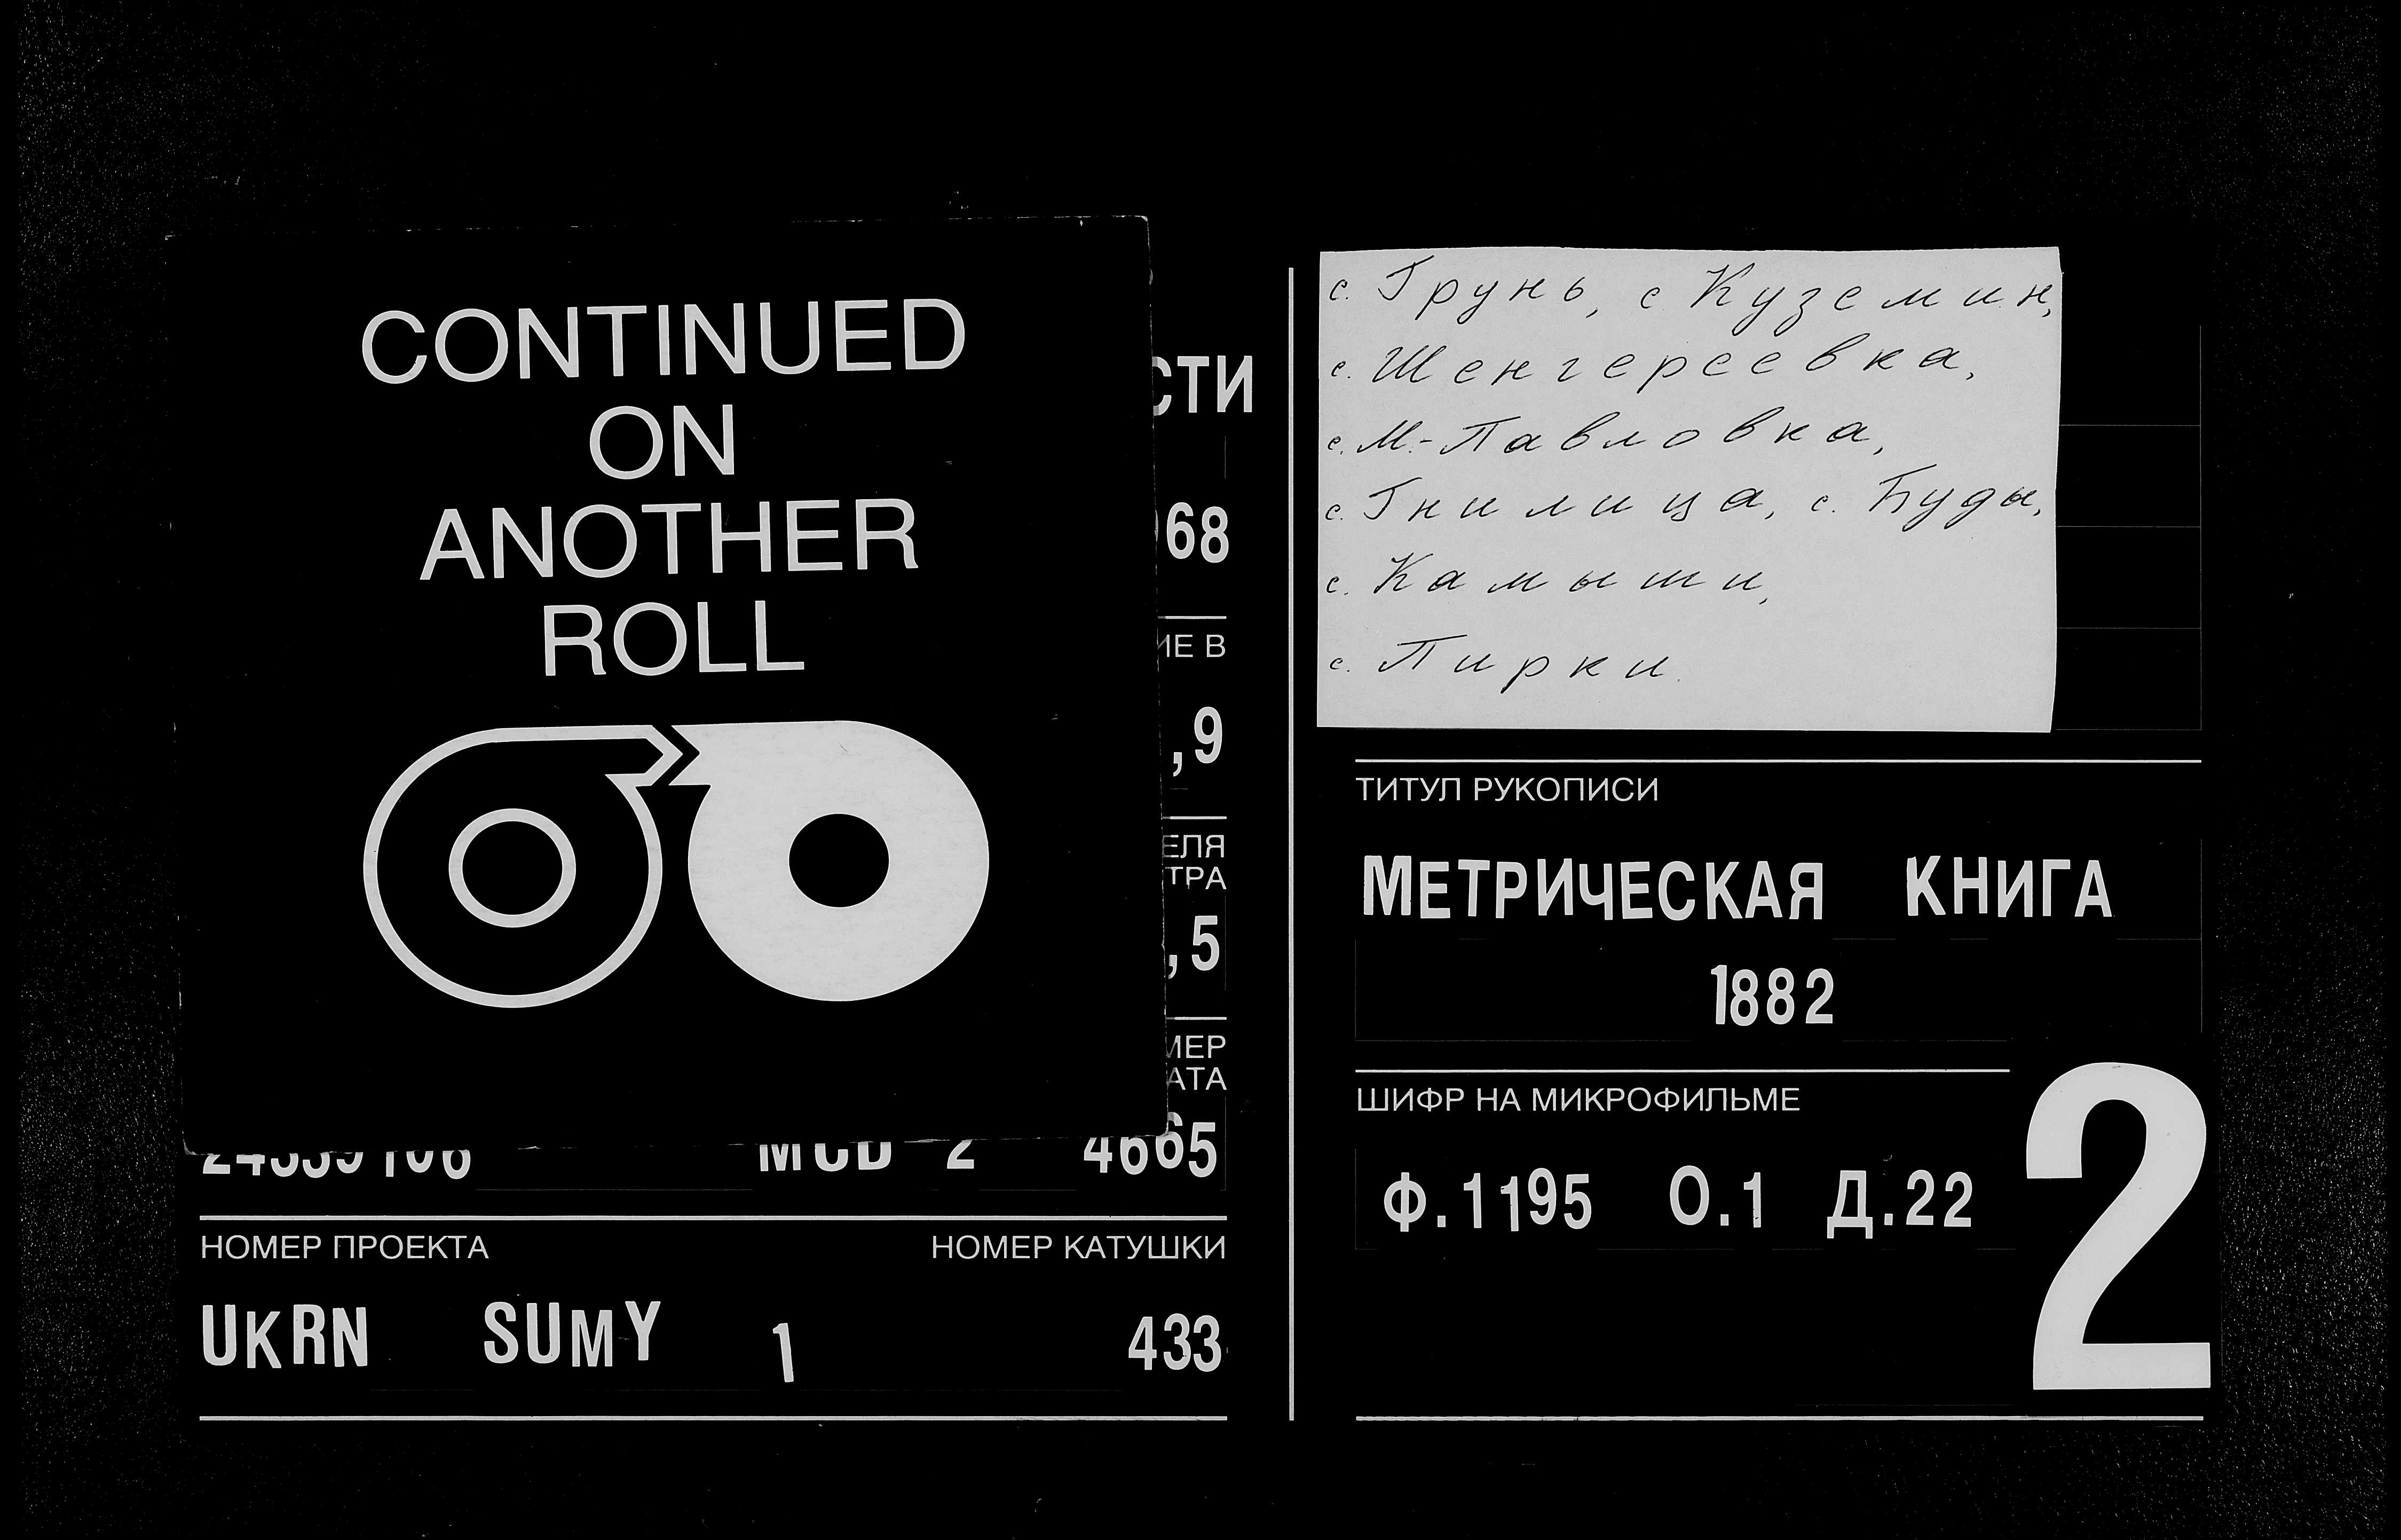 CONTINUED
ON
ANOTHER
ROLL
СТИ
68
ИЕ В
,9
ЕЛЯ
ТРА
,5
МЕР
АТА
4665
НОМЕР ПРОЕКТА НОМЕР КАТУШКИ
UKRN SUMY 1 433
с. Грунь, с Куземин,
с. Шенгереевка,
с. М.-Павловка,
с. Гнилица, с. Буды,
с. Камыши,
с. Пирки.
ТИТУЛ РУКОПИСИ
МЕТРИЧЕСКАЯ КНИГА
1882
ШИФР НА МИКРОФИЛЬМЕ
Ф.1195 О.1 Д.22
2